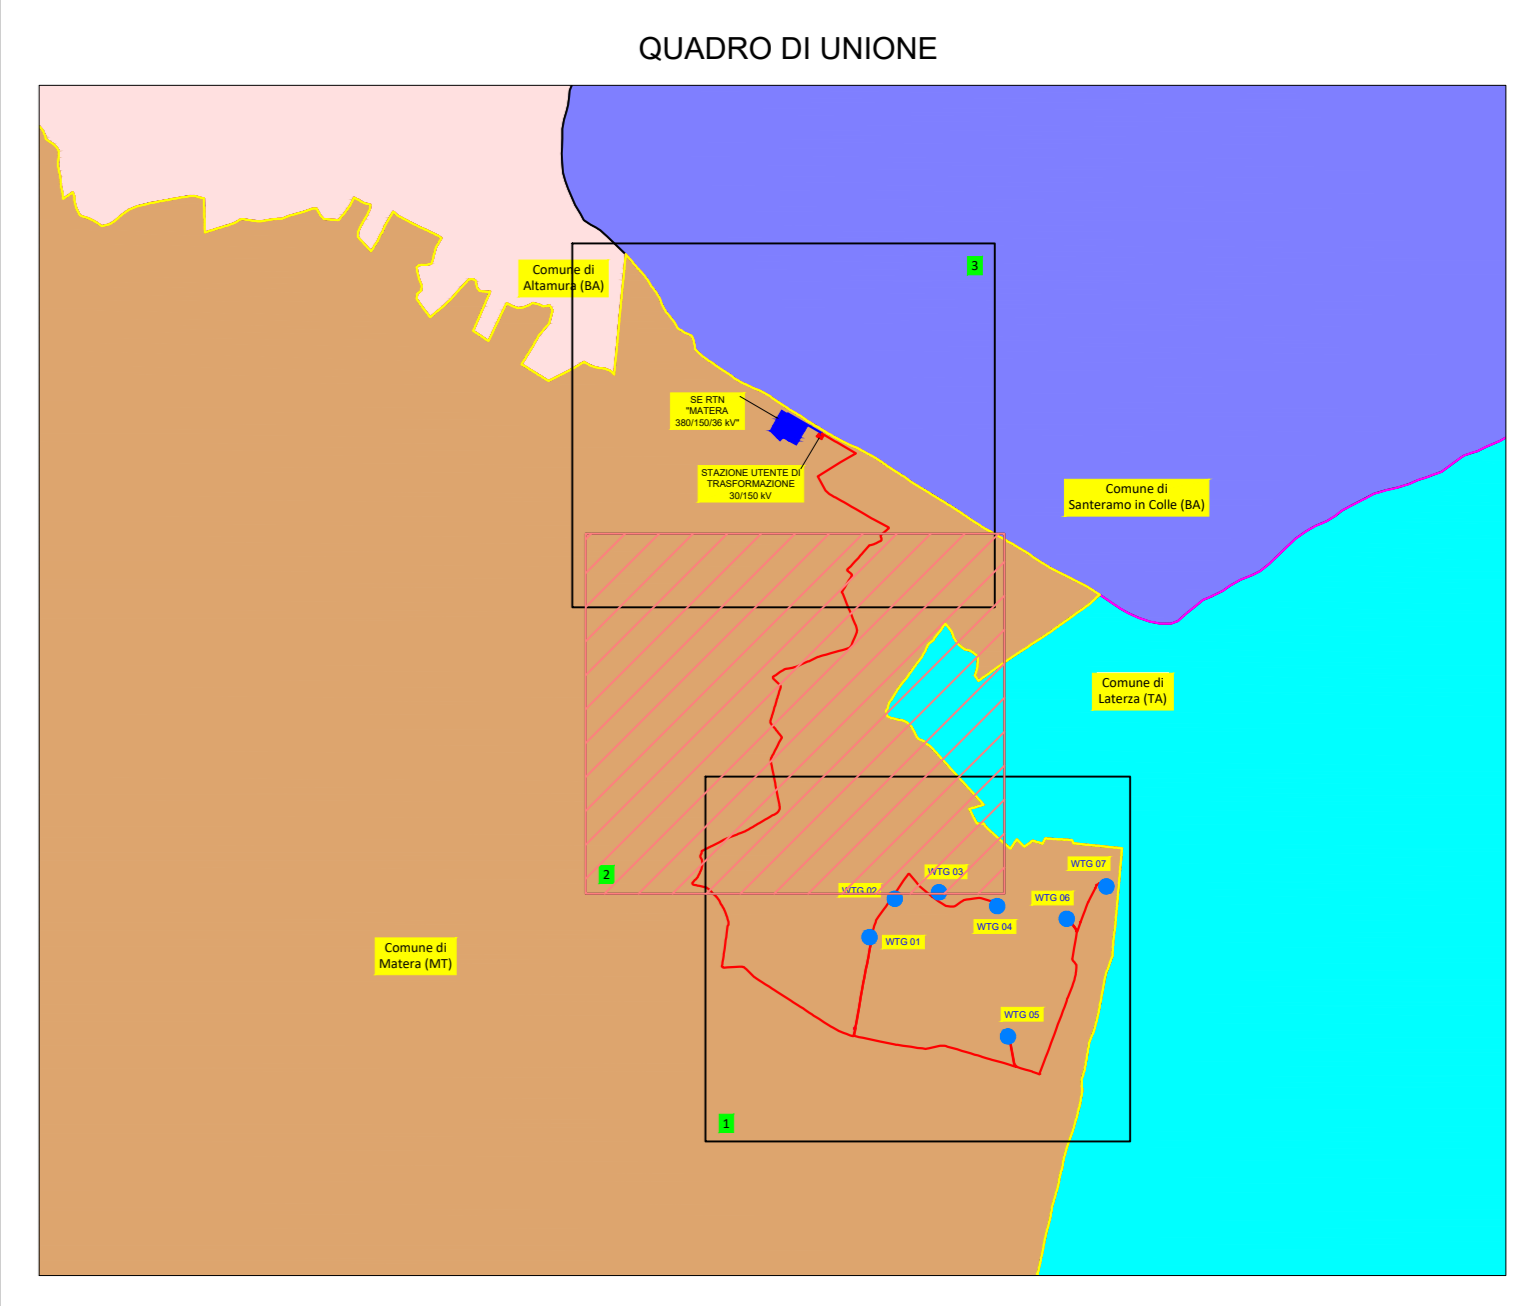 QUADRO DI UNIONE
3
Comune di
Altamura (BA)
SE RTN
"MATERA
380/150/36 kV"
STAZIONE UTENTE DI
TRASFORMAZIONE
30/150 kV
Comune di
Santeramo in Colle (BA)
Comune di
Laterza (TA)
2
WTG 03
WTG 07
WTG 02
WTG 06
WTG 04
WTG 01
Comune di
Matera (MT)
WTG 05
1